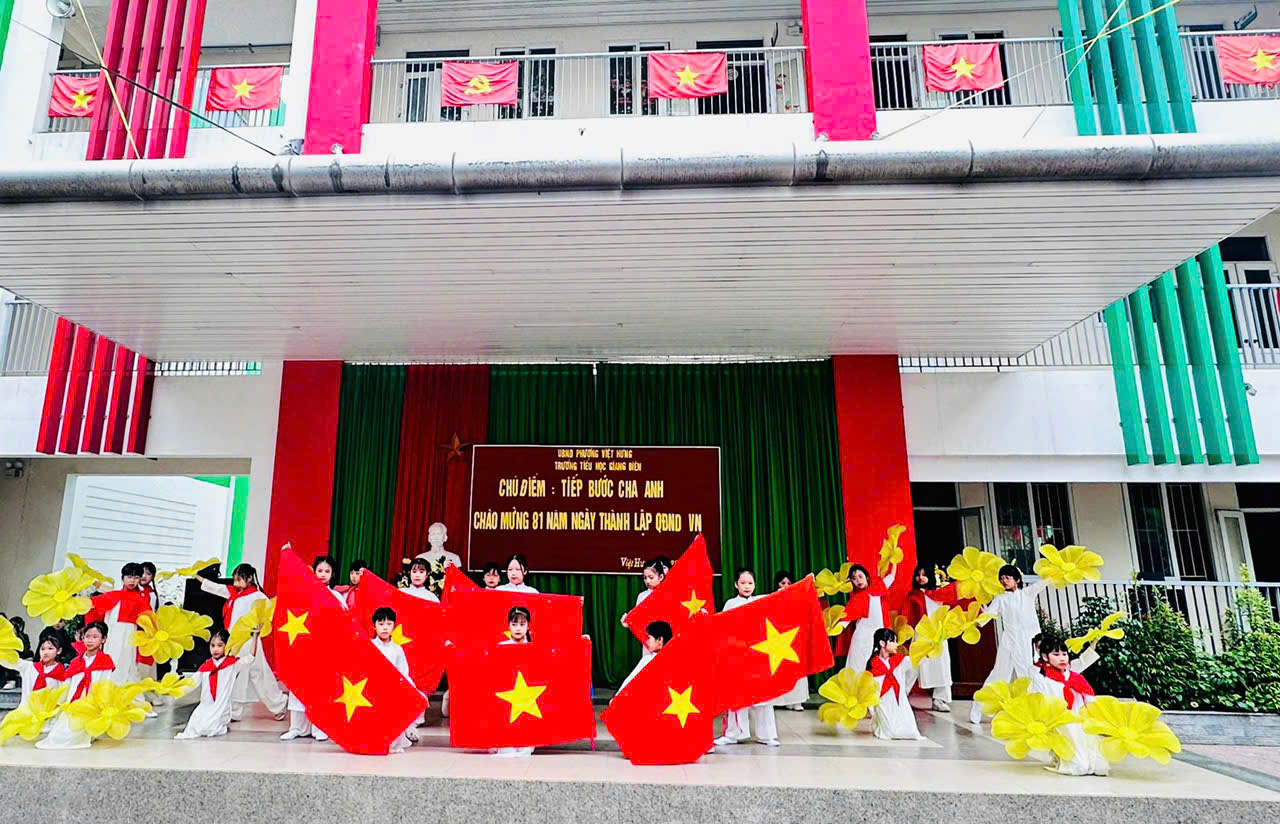 UBND PHƯỜNG VIỆT HƯNG
TRƯỜNG TIỂU HỌC GIANG BIÊN
CHỦ ĐIỂM : TIẾP BƯỚC CHA ANH
CHÀO MỪNG 81 NĂM NGÀY THÀNH LẬP QĐND VN